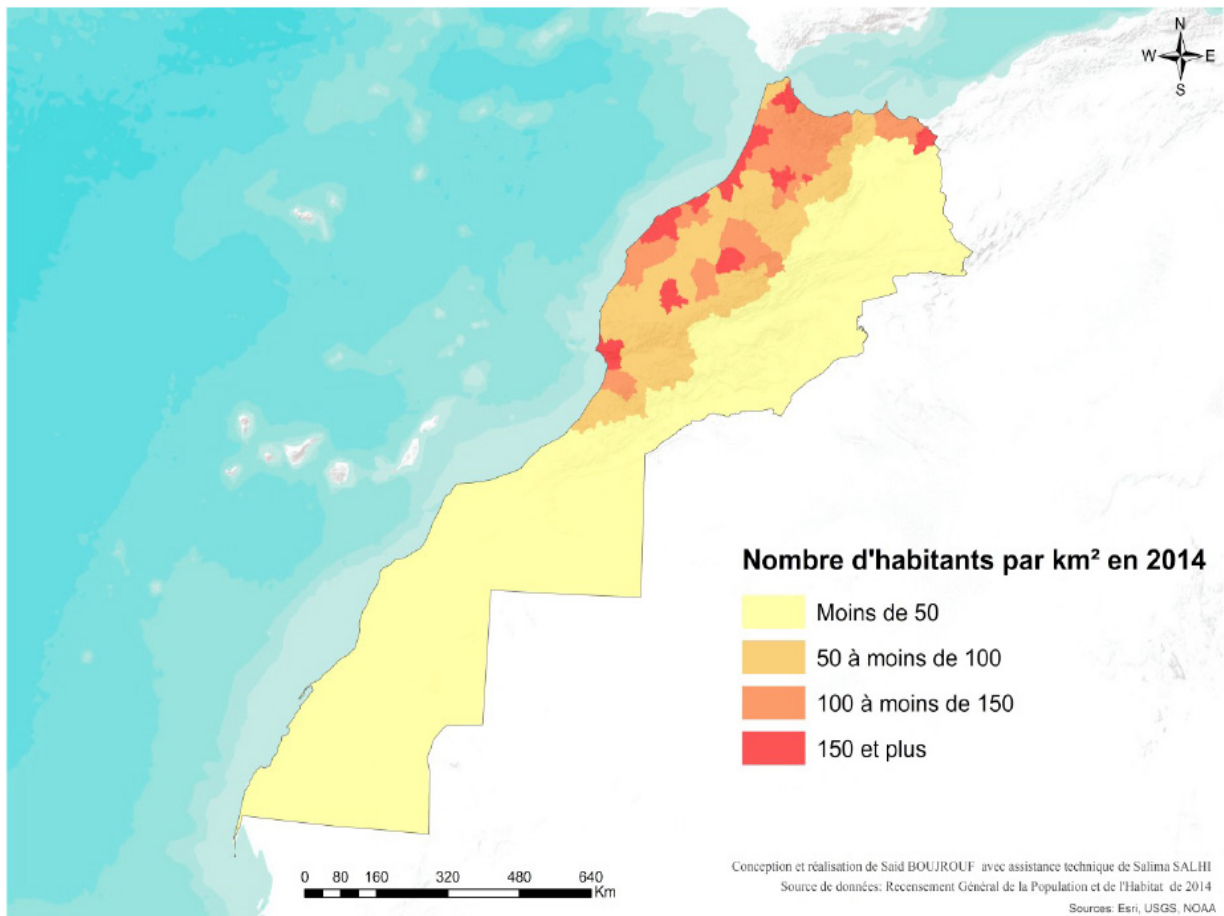 N
W E
S
Nombre d'habitants par km² en 2014
Moins de 50
50 à moins de 100
100 à moins de 150
150 et plus
0 80 160 320 480 640
Km
Conception et réalisation de Said BOUJROUF avec assistance technique de Salima SALHI
Source de données: Recensement Général de la Population et de l'Habitat de 2014
Sources: Esri, USGS, NOAA